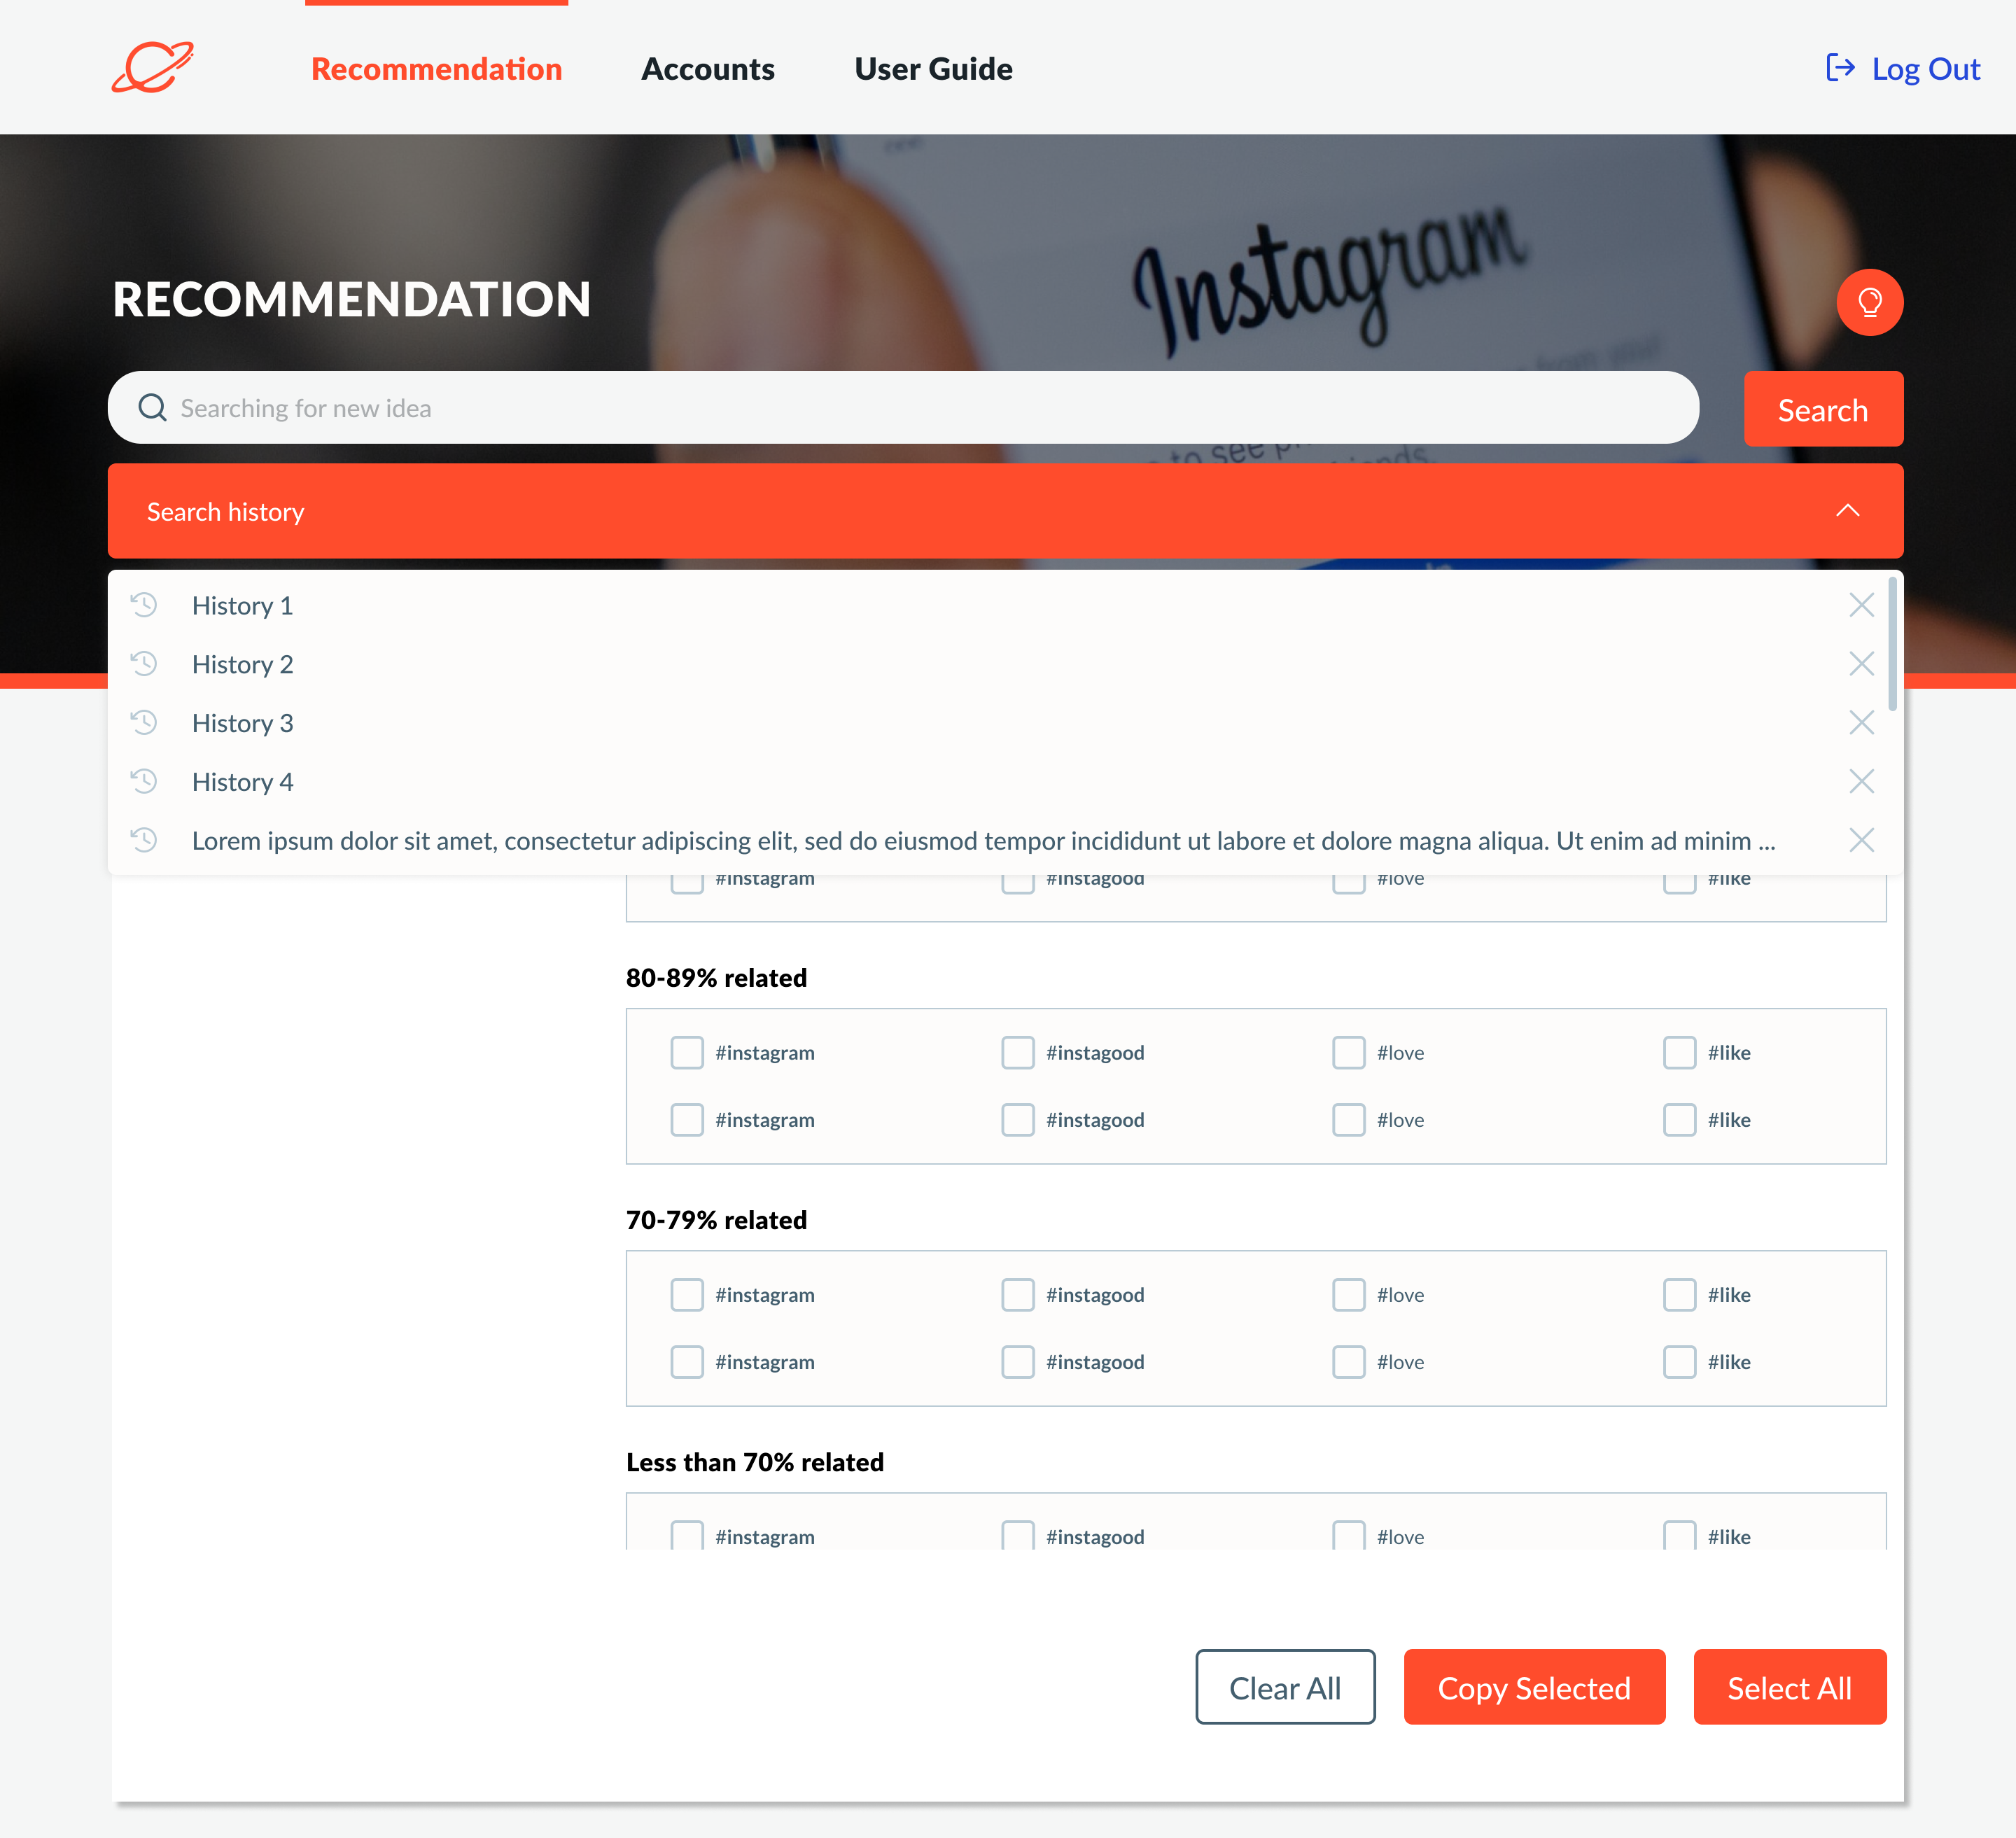 Recommendation Accounts User Guide Log Out
Instagram
from you
RECOMMENDATION
Searching for new idea Search
to see
Search history
History 1
History 2
History 3
History 4
Lorem ipsum dolor sit amet, consectetur adipiscing elit, sed do eiusmod tempor incididunt ut labore et dolore magna aliqua. Ut enim ad minim ...
#instagram #instagood #love #like
80-89% related
#instagram #instagood #love #like
#instagram #instagood #love #like
70-79% related
#instagram #instagood #love #like
#instagram #instagood #love #like
Less than 70% related
#instagram #instagood #love #like
Clear All Copy Selected Select All